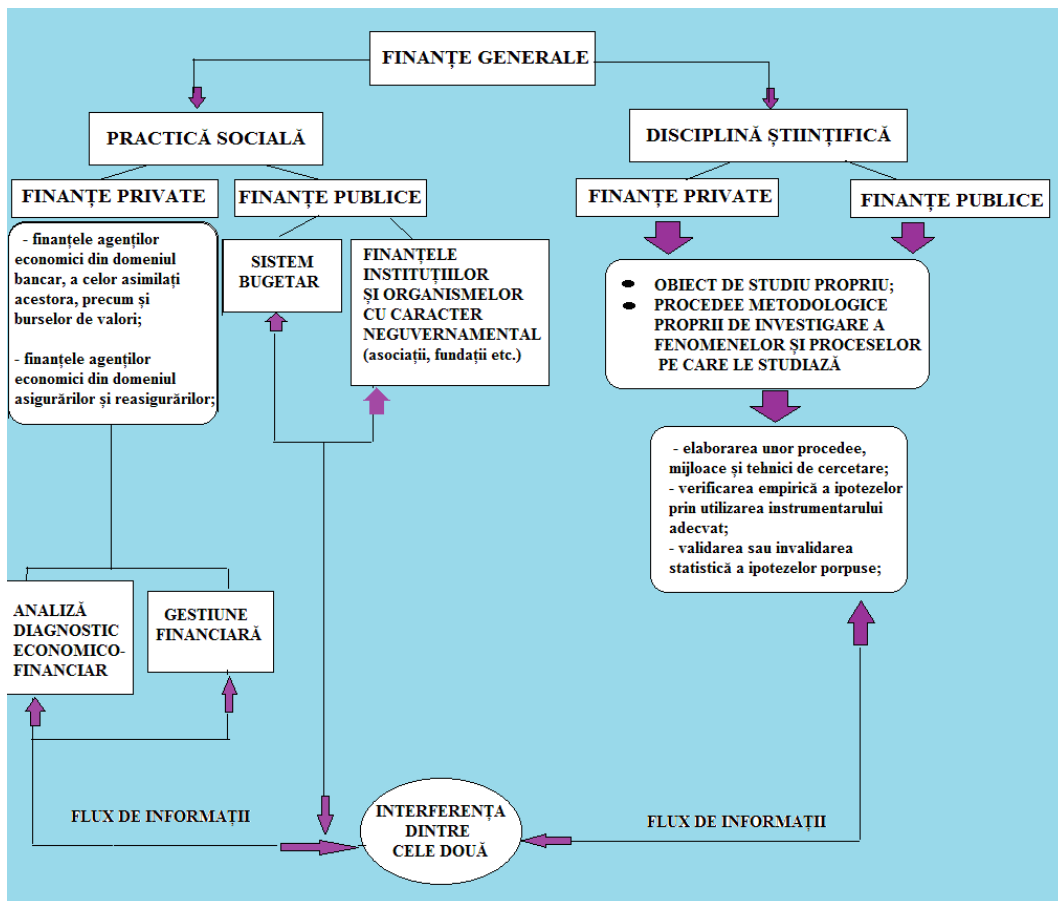 FINANȚE GENERALE
PRACTICĂ SOCIALĂ
DISCIPLINĂ ȘTIINȚIFICĂ
FINANȚE PRIVATE
FINANȚE PUBLICE
FINANȚE PRIVATE
FINANȚE PUBLICE
- finanțele agenților
economici din domeniul
bancar, a celor asimilați
acestora, precum și
burselor de valori;
- finanțele agenților
economici din domeniul
asigurărilor și reasigurărilor;
SISTEM
BUGETAR
FINANȚELE
INSTITUȚIILOR
ȘI ORGANISMELOR
CU CARACTER
NEGUVERNAMENTAL
(asociații, fundații etc.)
● OBIECT DE STUDIU PROPRIU;
● PROCEDEE METODOLOGICE
PROPRII DE INVESTIGARE A
FENOMENELOR ȘI PROCESELOR
PE CARE LE STUDIAZĂ
- elaborarea unor procedee,
mijloace și tehnici de cercetare;
- verificarea empirică a ipotezelor
prin utilizarea instrumentarului
adecvat;
- validarea sau invalidarea
statistică a ipotezelor porpuse;
ANALIZĂ
DIAGNOSTIC
ECONOMICO-
FINANCIAR
GESTIUNE
FINANCIARĂ
FLUX DE INFORMAȚII
INTERFERENȚA
DINTRE
CELE DOUĂ
FLUX DE INFORMAȚII